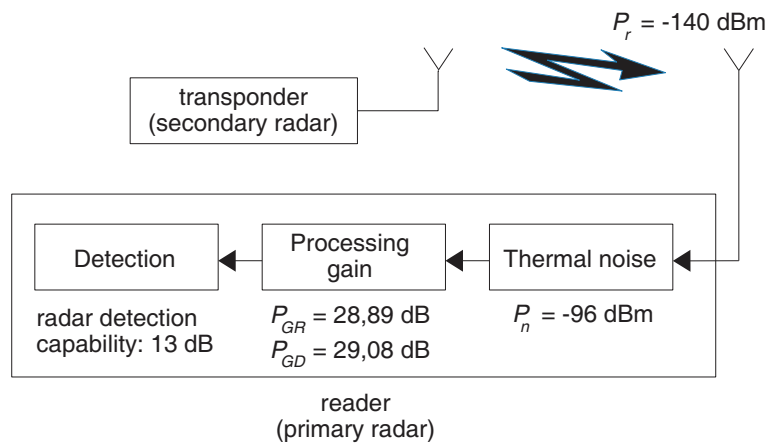 P_r = -140 dBm
transponder
(secondary radar)
Detection
Processing
gain
Thermal noise
radar detection
capability: 13 dB
P_GR = 28,89 dB
P_GD = 29,08 dB
P_n = -96 dBm
reader
(primary radar)